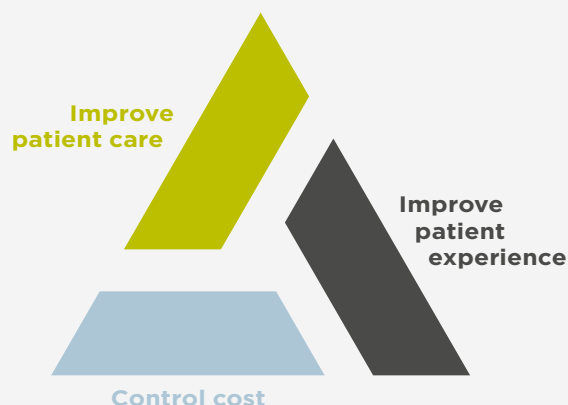 Improve
patient care
Improve
patient
experience
Control cost